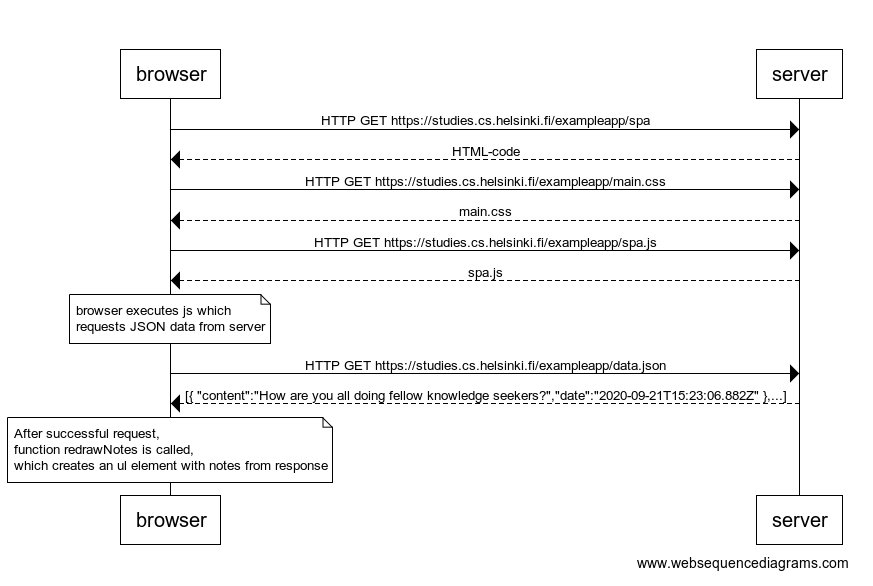 browser
server
HTTP GET https://studies.cs.helsinki.fi/exampleapp/spa
HTML-code
HTTP GET https://studies.cs.helsinki.fi/exampleapp/main.css
main.css
HTTP GET https://studies.cs.helsinki.fi/exampleapp/spa.js
spa.js
browser executes js which
requests JSON data from server
HTTP GET https://studies.cs.helsinki.fi/exampleapp/data.json
[{ "content":"How are you all doing fellow knowledge seekers?","date":"2020-09-21T15:23:06.882Z" },...]
After successful request,
function redrawNotes is called,
which creates an ul element with notes from response
browser
server
www.websequencediagrams.com